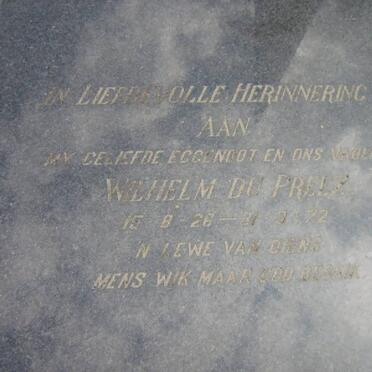 IN LIEFDEVOLLE HERINNERING
AAN
MY GELIEFDE EGGENOOT EN ONS
WILHELM DU PREEZ
'N LEWE VAN DIENS
MENS WIK MAAR GOD BESKIK